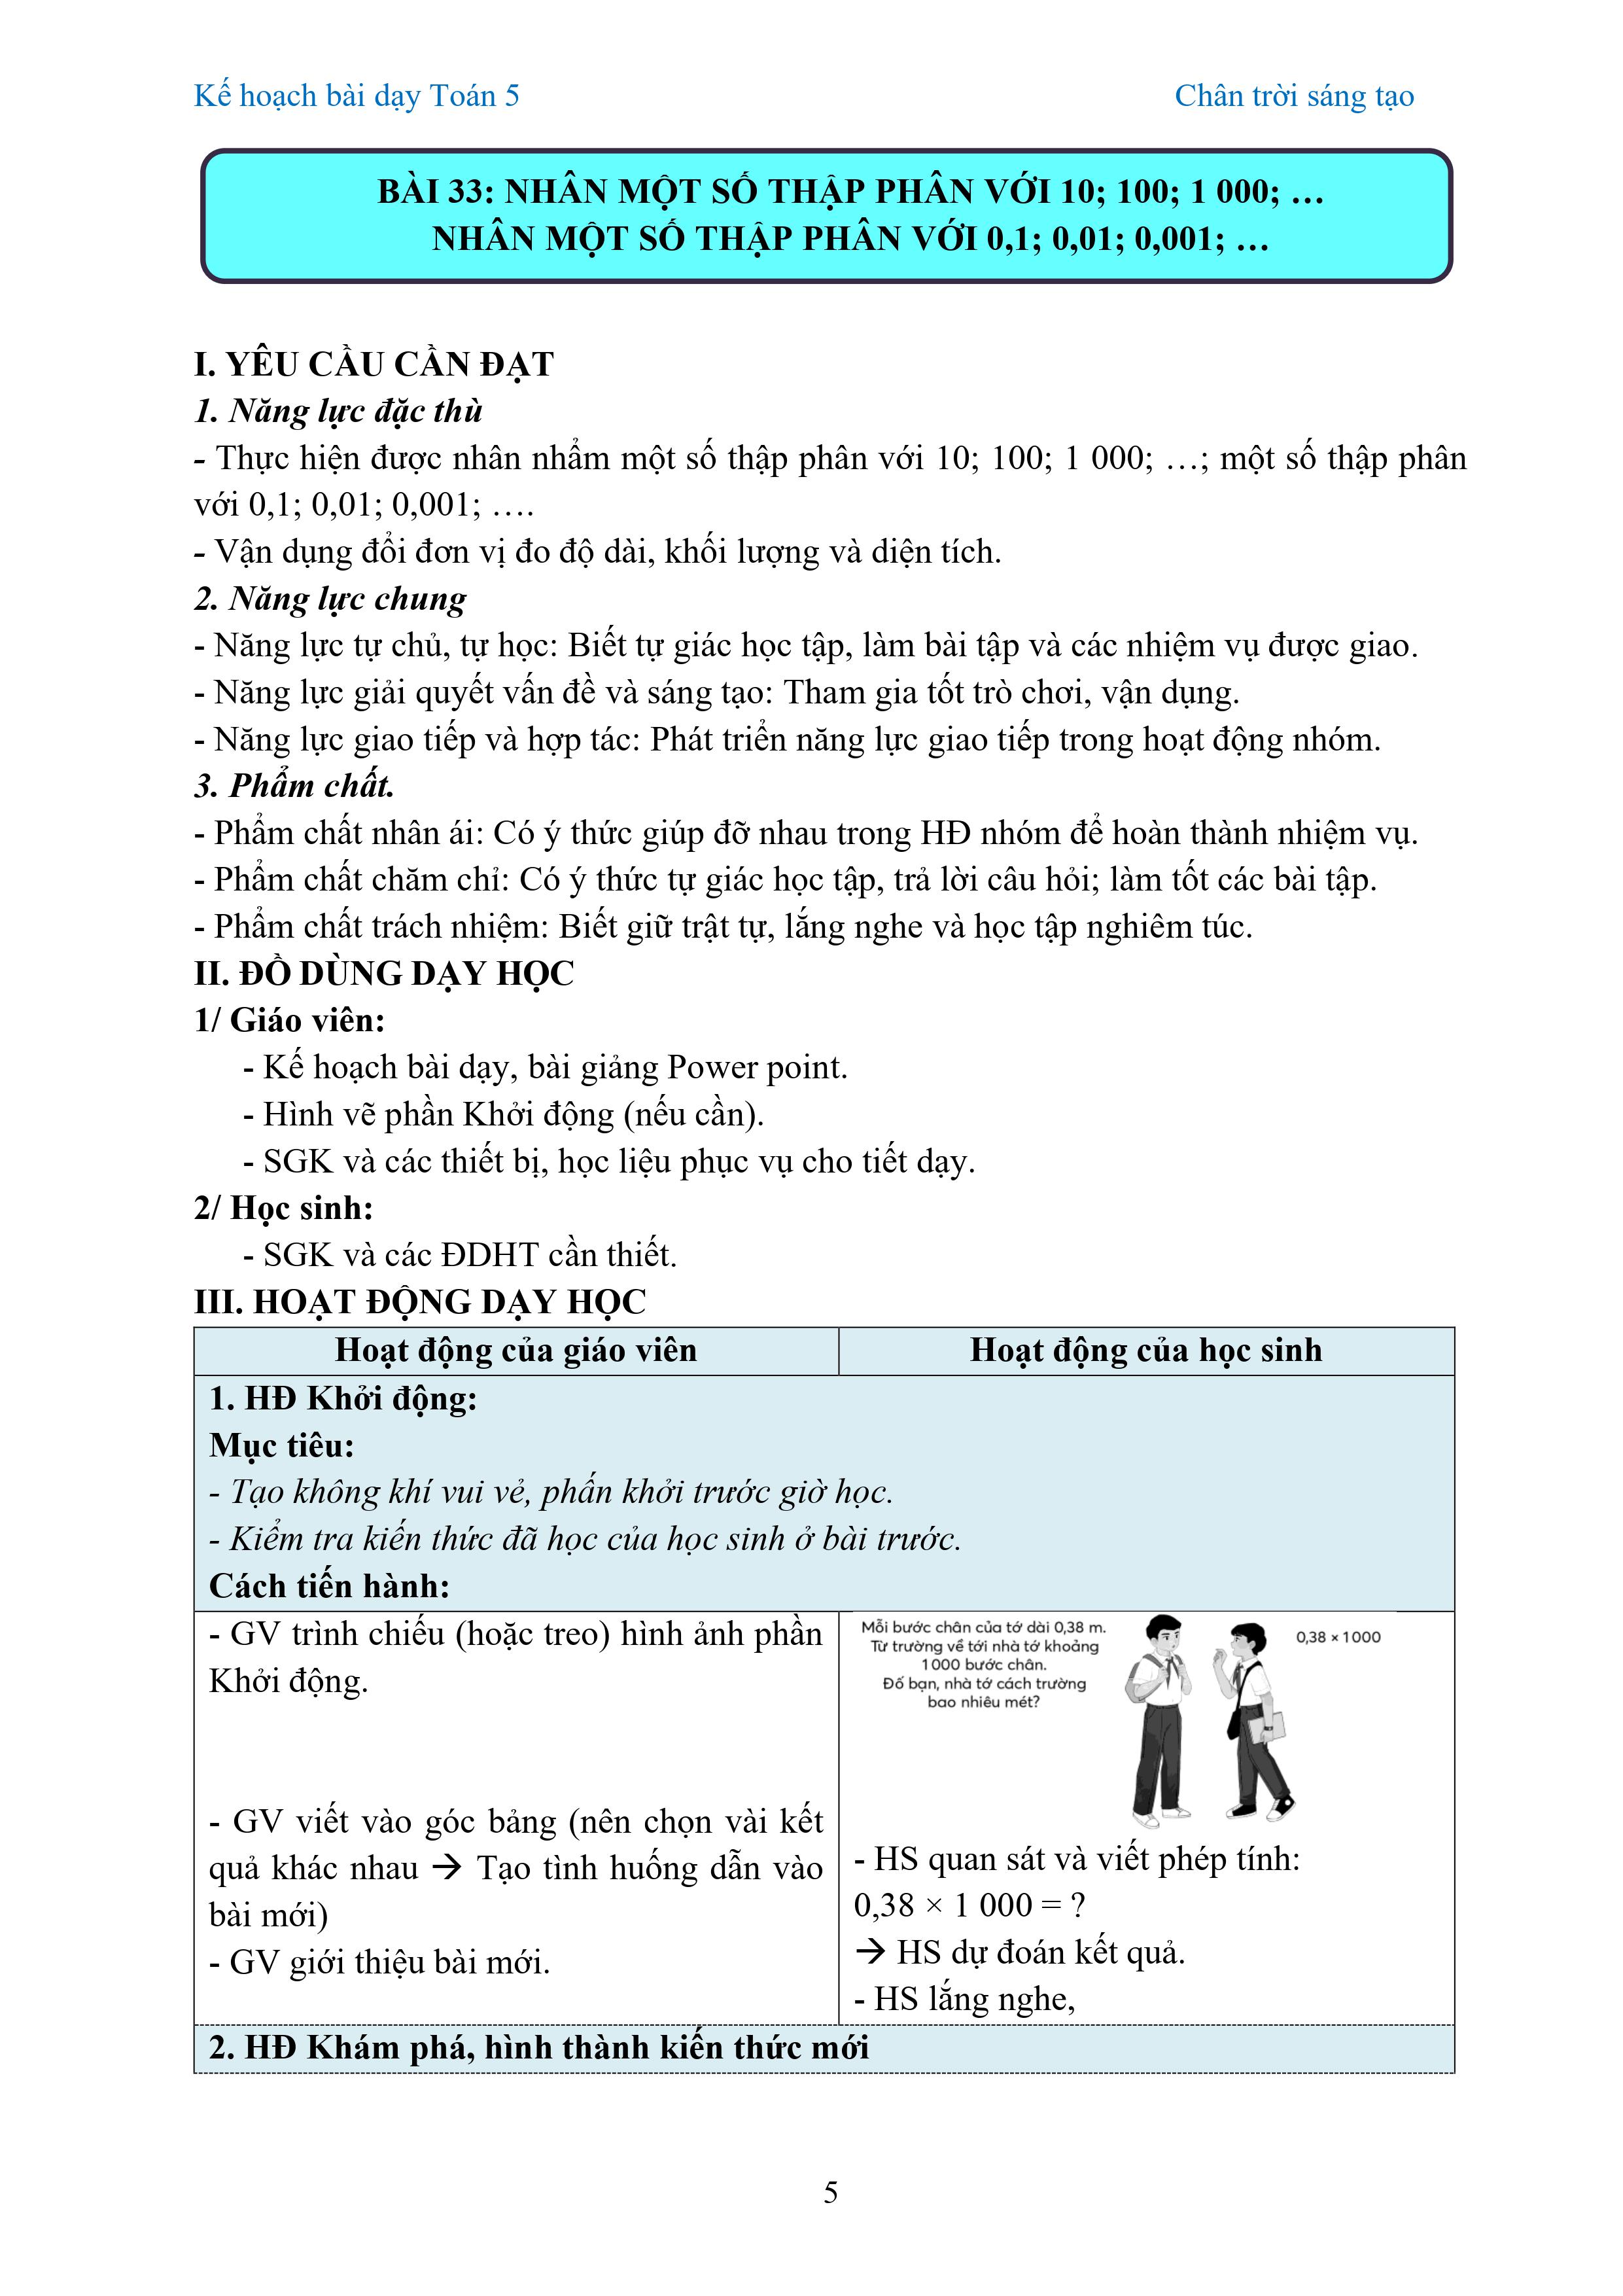 Kế hoạch bài dạy Toán 5
Chân trời sáng tạo
BÀI 33: NHÂN MỘT SỐ THẬP PHÂN VỚI 10; 100; 1 000; …
NHÂN MỘT SỐ THẬP PHÂN VỚI 0,1; 0,01; 0,001; …
I. YÊU CẦU CẦN ĐẠT
1. Năng lực đặc thù
- Thực hiện được nhân nhẩm một số thập phân với 10; 100; 1 000; …; một số thập phân
với 0,1; 0,01; 0,001; ….
- Vận dụng đổi đơn vị đo độ dài, khối lượng và diện tích.
2. Năng lực chung
- Năng lực tự chủ, tự học: Biết tự giác học tập, làm bài tập và các nhiệm vụ được giao.
- Năng lực giải quyết vấn đề và sáng tạo: Tham gia tốt trò chơi, vận dụng.
- Năng lực giao tiếp và hợp tác: Phát triển năng lực giao tiếp trong hoạt động nhóm.
3. Phẩm chất.
- Phẩm chất nhân ái: Có ý thức giúp đỡ nhau trong HĐ nhóm để hoàn thành nhiệm vụ.
- Phẩm chất chăm chỉ: Có ý thức tự giác học tập, trả lời câu hỏi; làm tốt các bài tập.
- Phẩm chất trách nhiệm: Biết giữ trật tự, lắng nghe và học tập nghiêm túc.
II. ĐỒ DÙNG DẠY HỌC
1/ Giáo viên:
- Kế hoạch bài dạy, bài giảng Power point.
- Hình vẽ phần Khởi động (nếu cần).
- SGK và các thiết bị, học liệu phục vụ cho tiết dạy.
2/ Học sinh:
- SGK và các ĐDHT cần thiết.
III. HOẠT ĐỘNG DẠY HỌC
Hoạt động của giáo viên
Hoạt động của học sinh
1. HĐ Khởi động:
Mục tiêu:
- Tạo không khí vui vẻ, phấn khởi trước giờ học.
- Kiểm tra kiến thức đã học của học sinh ở bài trước.
Cách tiến hành:
- GV trình chiếu (hoặc treo) hình ảnh phần
Khởi động.
- GV viết vào góc bảng (nên chọn vài kết
quả khác nhau → Tạo tình huống dẫn vào
bài mới)
- GV giới thiệu bài mới.
Mỗi bước chân của tớ dài 0,38 m.
Từ trường về tới nhà tớ khoảng
1 000 bước chân.
Đố bạn, nhà tớ cách trường
bao nhiêu mét?
0,38 × 1 000
- HS quan sát và viết phép tính:
0,38 × 1 000 = ?
→ HS dự đoán kết quả.
- HS lắng nghe,
2. HĐ Khám phá, hình thành kiến thức mới
5